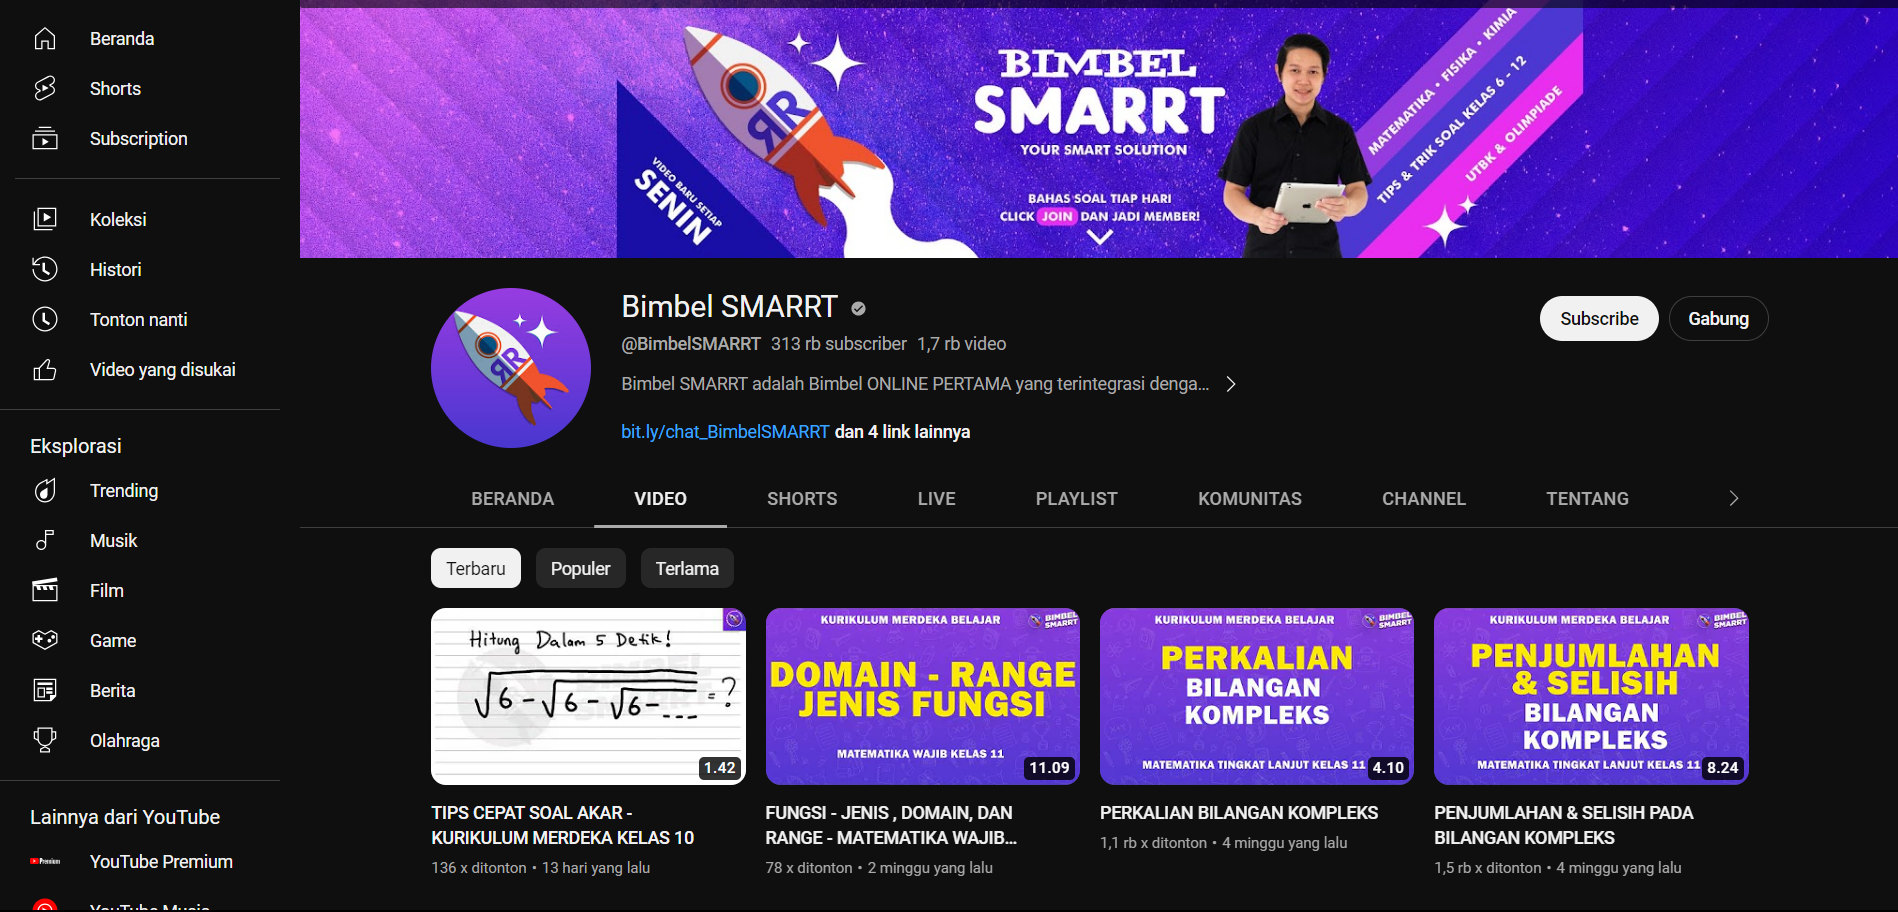 Beranda
Shorts
Subscription
Koleksi
Histori
Tonton nanti
Video yang disukai
Eksplorasi
Trending
Musik
Film
Game
Berita
Olahraga
Lainnya dari YouTube
Premium
YouTube Premium
YouTube Music
VIDEO BARU SETIAP
SENIN
RR
BIMBEL
SMARRT
YOUR SMART SOLUTION
BAHAS SOAL TIAP HARI
CLICK JOIN DAN JADI MEMBER!
MATEMATIKA • FISIKA • KIMIA
TIPS & TRIK SOAL KELAS 6 - 12
UTBK & OLIMPIADE
RR
Bimbel SMARRT
@BimbelSMARRT 313 rb subscriber 1,7 rb video
Bimbel SMARRT adalah Bimbel ONLINE PERTAMA yang terintegrasi denga...
bit.ly/chat_BimbelSMARRT dan 4 link lainnya
Subscribe
Gabung
BERANDA VIDEO SHORTS LIVE PLAYLIST KOMUNITAS CHANNEL TENTANG
Terbaru Populer Terlama
Hitung Dalam 5 Detik!
√6 - √6 - √6 - ... = ?
BIMBEL
SMARRT
1.42
TIPS CEPAT SOAL AKAR -
KURIKULUM MERDEKA KELAS 10
136 x ditonton • 13 hari yang lalu
KURIKULUM MERDEKA BELAJAR
BIMBEL
SMARRT
DOMAIN - RANGE
JENIS FUNGSI
MATEMATIKA WAJIB KELAS 11
11.09
FUNGSI - JENIS , DOMAIN, DAN
RANGE - MATEMATIKA WAJIB...
78 x ditonton • 2 minggu yang lalu
KURIKULUM MERDEKA BELAJAR
BIMBEL
SMARRT
PERKALIAN
BILANGAN
KOMPLEKS
MATEMATIKA TINGKAT LANJUT KELAS 11
4.10
PERKALIAN BILANGAN KOMPLEKS
1,1 rb x ditonton • 4 minggu yang lalu
KURIKULUM MERDEKA BELAJAR
BIMBEL
SMARRT
PENJUMLAHAN
& SELISIH
BILANGAN
KOMPLEKS
MATEMATIKA TINGKAT LANJUT KELAS 11
8.24
PENJUMLAHAN & SELISIH PADA
BILANGAN KOMPLEKS
1,5 rb x ditonton • 4 minggu yang lalu